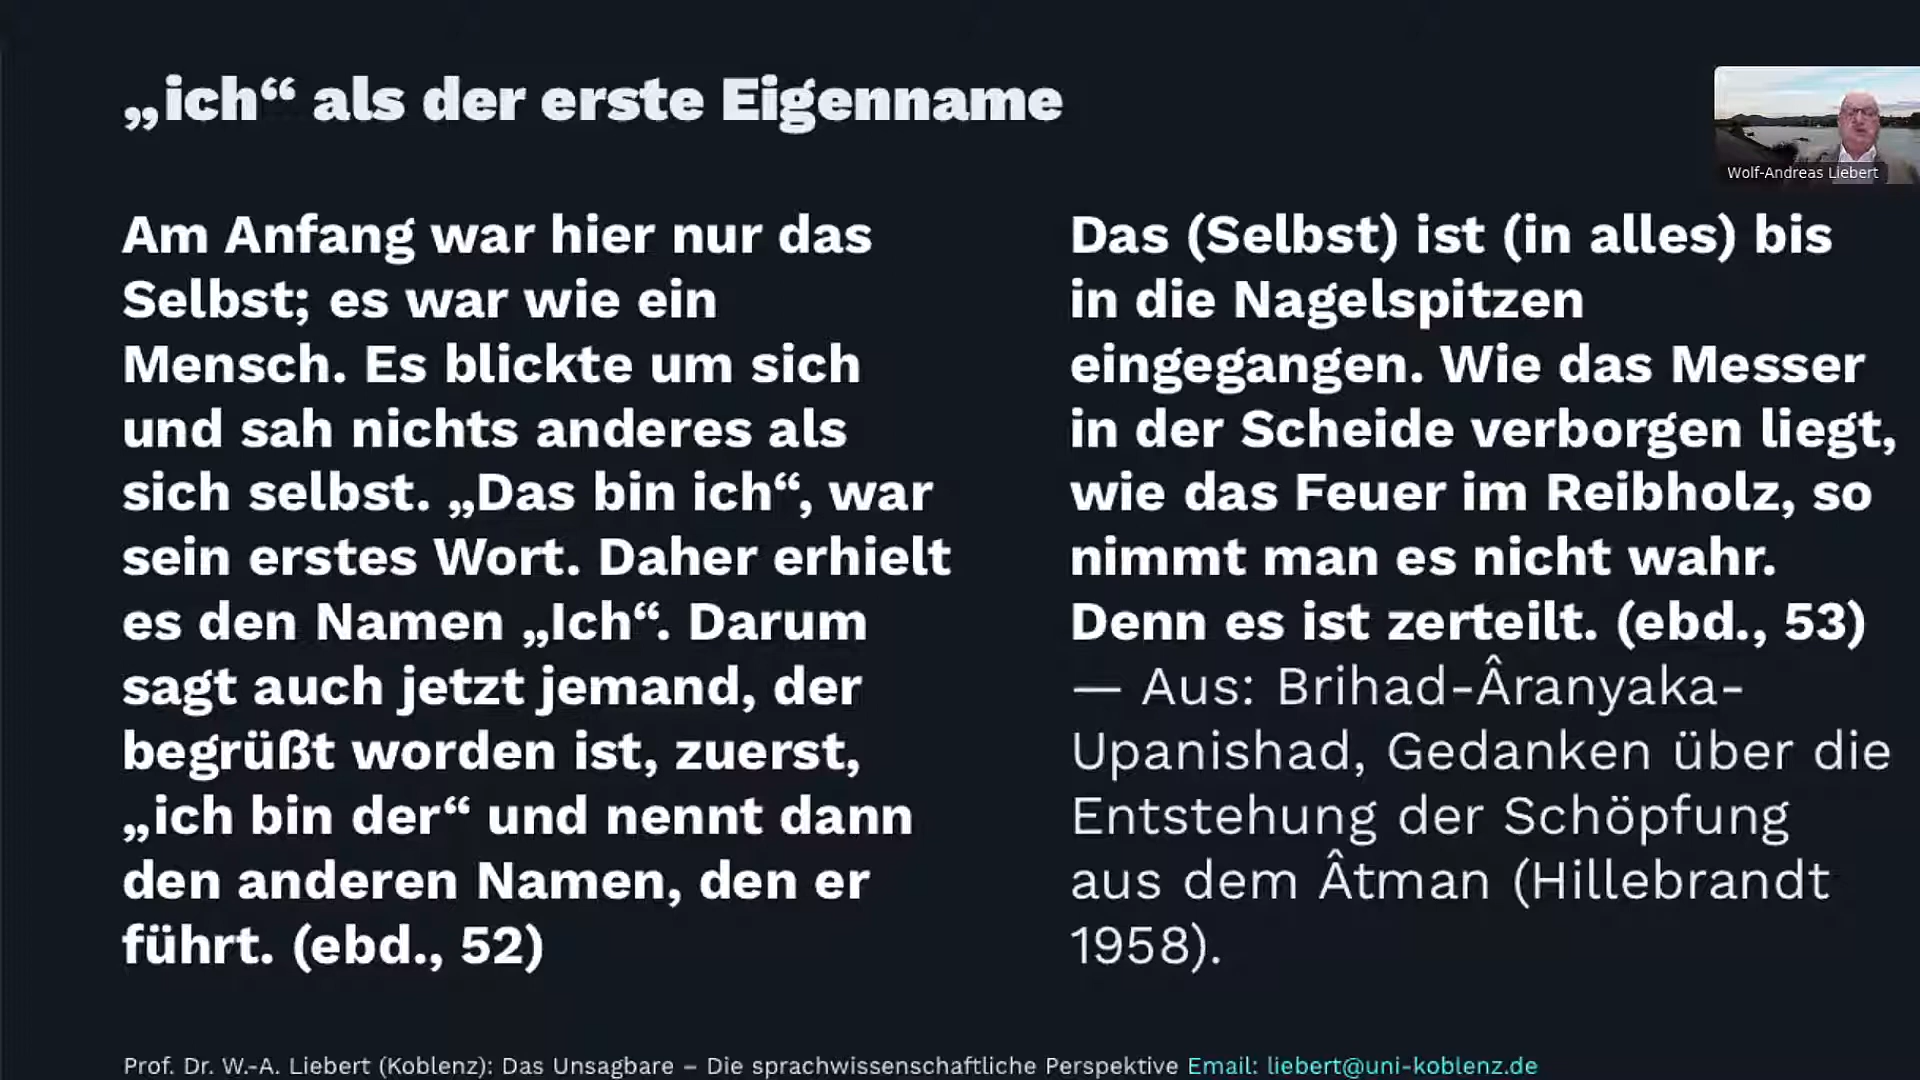 „ich“ als der erste Eigenname
Wolf-Andreas Liebert
Am Anfang war hier nur das
Selbst; es war wie ein
Mensch. Es blickte um sich
und sah nichts anderes als
sich selbst. „Das bin ich“, war
sein erstes Wort. Daher erhielt
es den Namen „Ich“. Darum
sagt auch jetzt jemand, der
begrüßt worden ist, zuerst,
„ich bin der“ und nennt dann
den anderen Namen, den er
führt. (ebd., 52)
Das (Selbst) ist (in alles) bis
in die Nagelspitzen
eingegangen. Wie das Messer
in der Scheide verborgen liegt,
wie das Feuer im Reibholz, so
nimmt man es nicht wahr.
Denn es ist zerteilt. (ebd., 53)
— Aus: Brihad-Âranyaka-
Upanishad, Gedanken über die
Entstehung der Schöpfung
aus dem Âtman (Hillebrandt
1958).
Prof. Dr. W.-A. Liebert (Koblenz): Das Unsagbare – Die sprachwissenschaftliche Perspektive Email: liebert@uni-koblenz.de